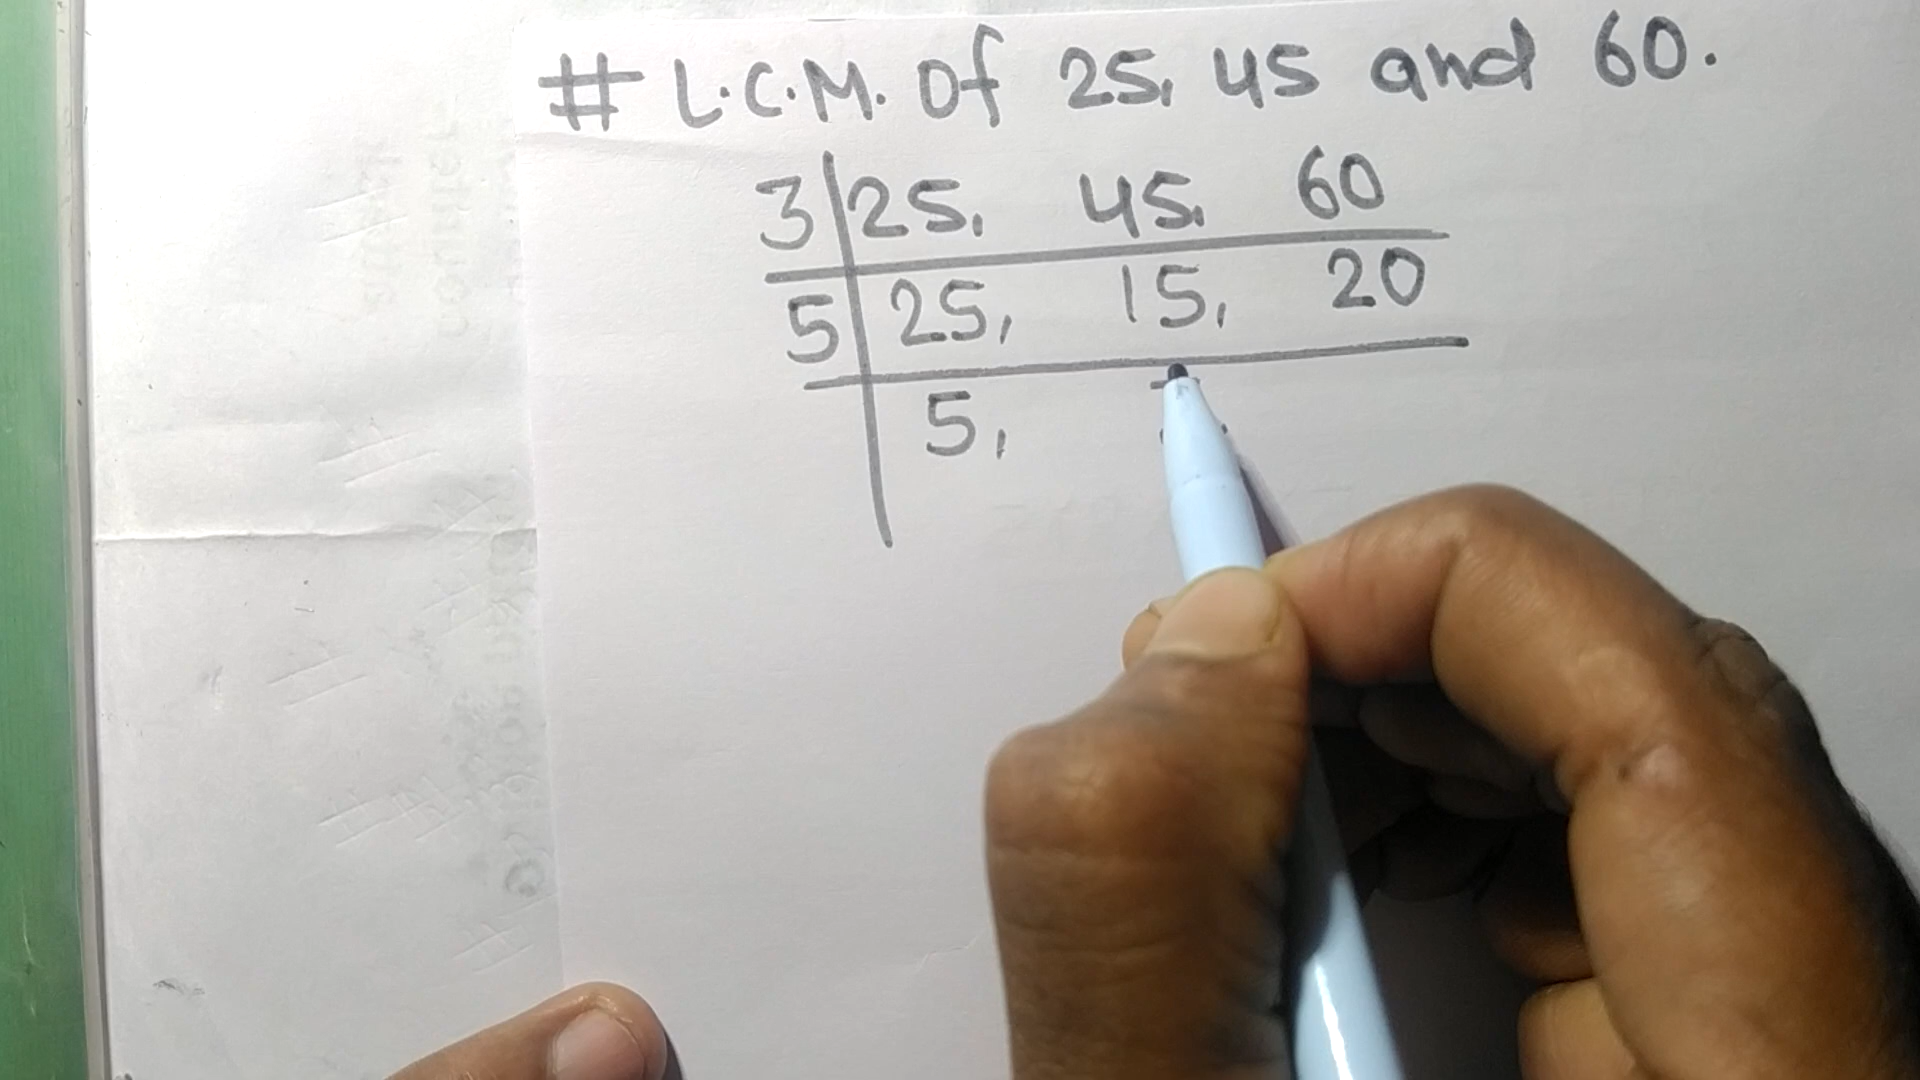 # L.C.M. Of 25, 45 and 60.
3 25, 45, 60
5 25, 15, 20
5,